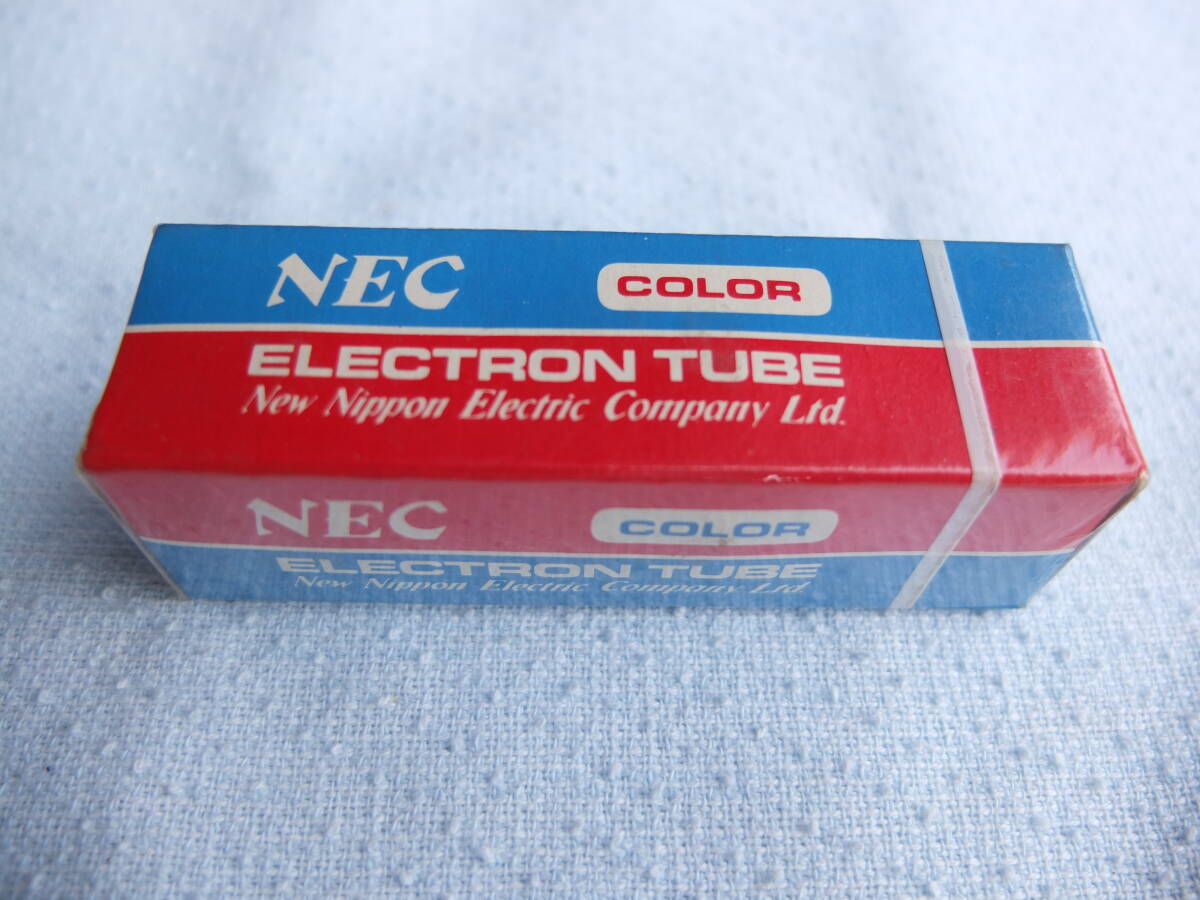 NEC COLOR
ELECTRON TUBE
New Nippon Electric Company Ltd.
NEC COLOR
ELECTRON TUBE
New Nippon Electric Company Ltd